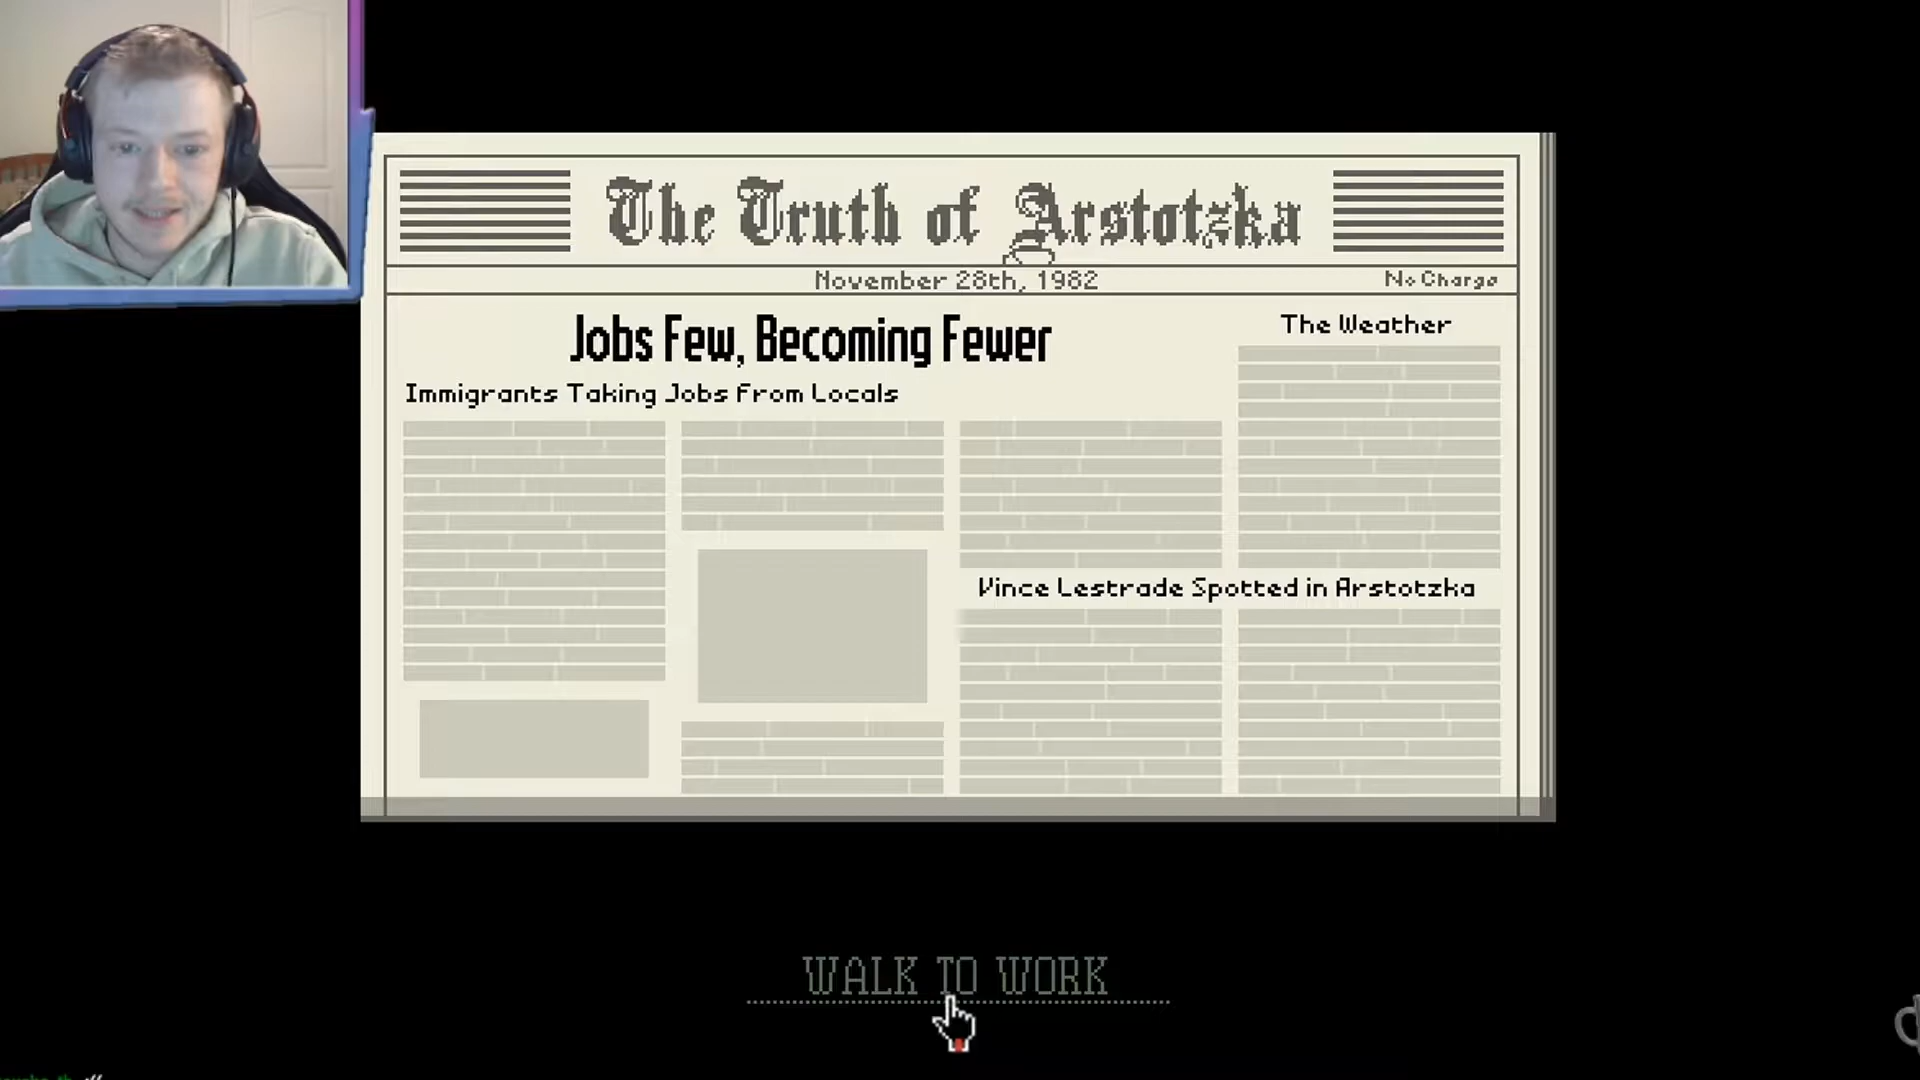 The Truth of Arstotzka
November 28th, 1982
No Charge
Jobs Few, Becoming Fewer
Immigrants Taking Jobs From Locals
The Weather
Vince Lestrade Spotted in Arstotzka
WALK TO WORK